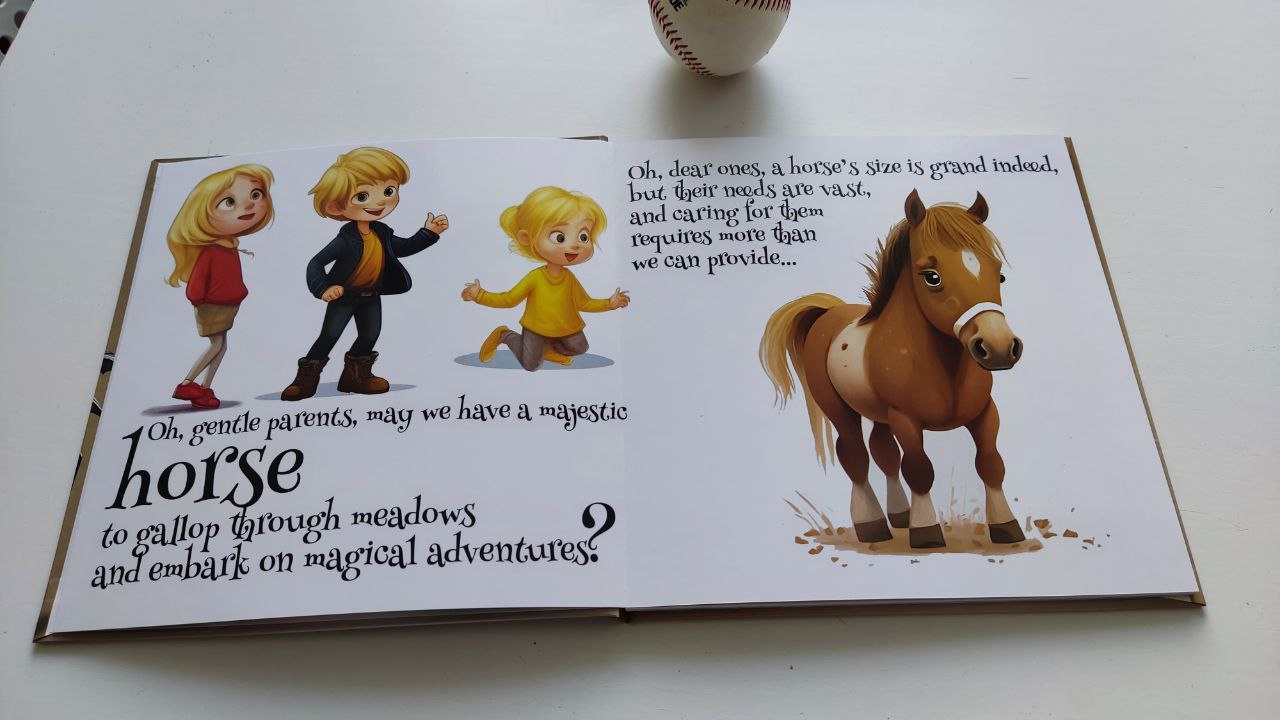 Oh, gentle parents, may we have a majestic
horse
to gallop through meadows
and embark on magical adventures?
Oh, dear ones, a horse's size is grand indeed,
but their needs are vast,
and caring for them
requires more than
we can provide...